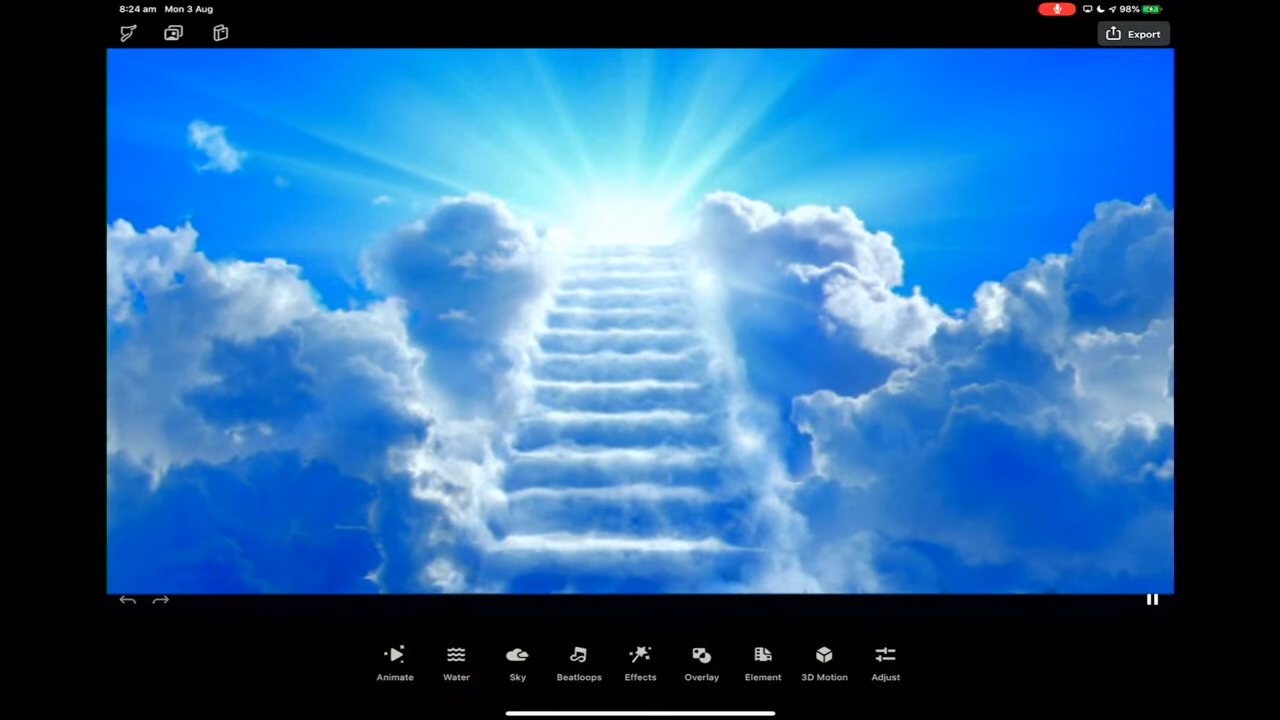 8:24 am Mon 3 Aug
98%
Export
Animate Water Sky Beatloops Effects Overlay Element 3D Motion Adjust